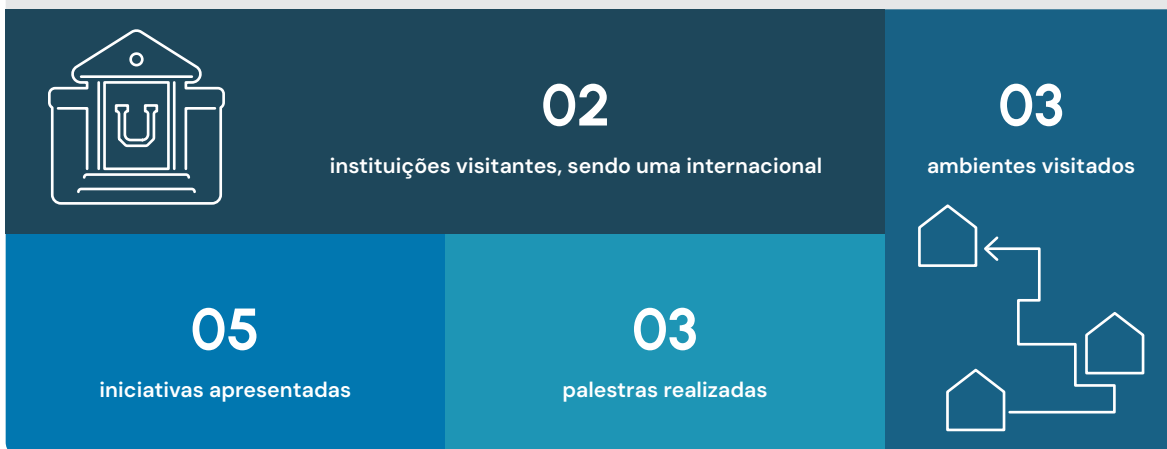 U
02
instituições visitantes, sendo uma internacional
03
ambientes visitados
05
iniciativas apresentadas
03
palestras realizadas